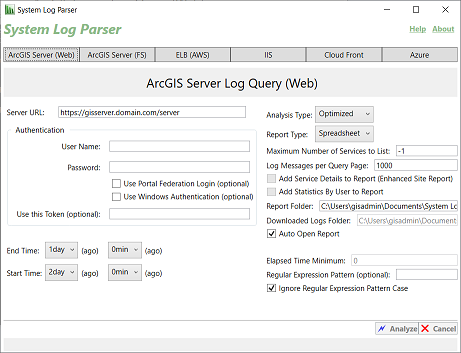 System Log Parser
System Log Parser
Help About
ArcGIS Server (Web) ArcGIS Server (FS) ELB (AWS) IIS Cloud Front Azure
ArcGIS Server Log Query (Web)
Server URL: https://gisserver.domain.com/server
Authentication
User Name:
Password:
Use Portal Federation Login (optional)
Use Windows Authentication (optional)
Use this Token (optional):
End Time: 1day (ago) 0min (ago)
Start Time: 2day (ago) 0min (ago)
Analysis Type: Optimized
Report Type: Spreadsheet
Maximum Number of Services to List: -1
Log Messages per Query Page: 1000
Add Service Details to Report (Enhanced Site Report)
Add Statistics By User to Report
Report Folder: C:\Users\gisadmin\Documents\System Lo
Downloaded Logs Folder: C:\Users\gisadmin\Document
Auto Open Report
Elapsed Time Minimum: 0
Regular Expression Pattern (optional):
Ignore Regular Expression Pattern Case
Analyze Cancel